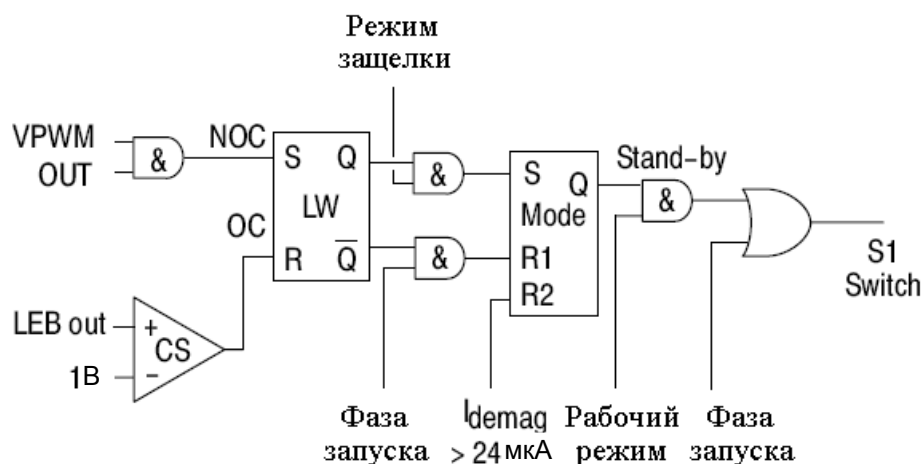 Режим
защелки
VPWM
OUT
&
NOC
S Q
LW
R Q
OC
&
&
S Q
Mode
R1
R2
Stand-by
&
S1
Switch
LEB out
1В
+
CS
−
Фаза
запуска
Idemag
> 24 мкА
Рабочий
режим
Фаза
запуска